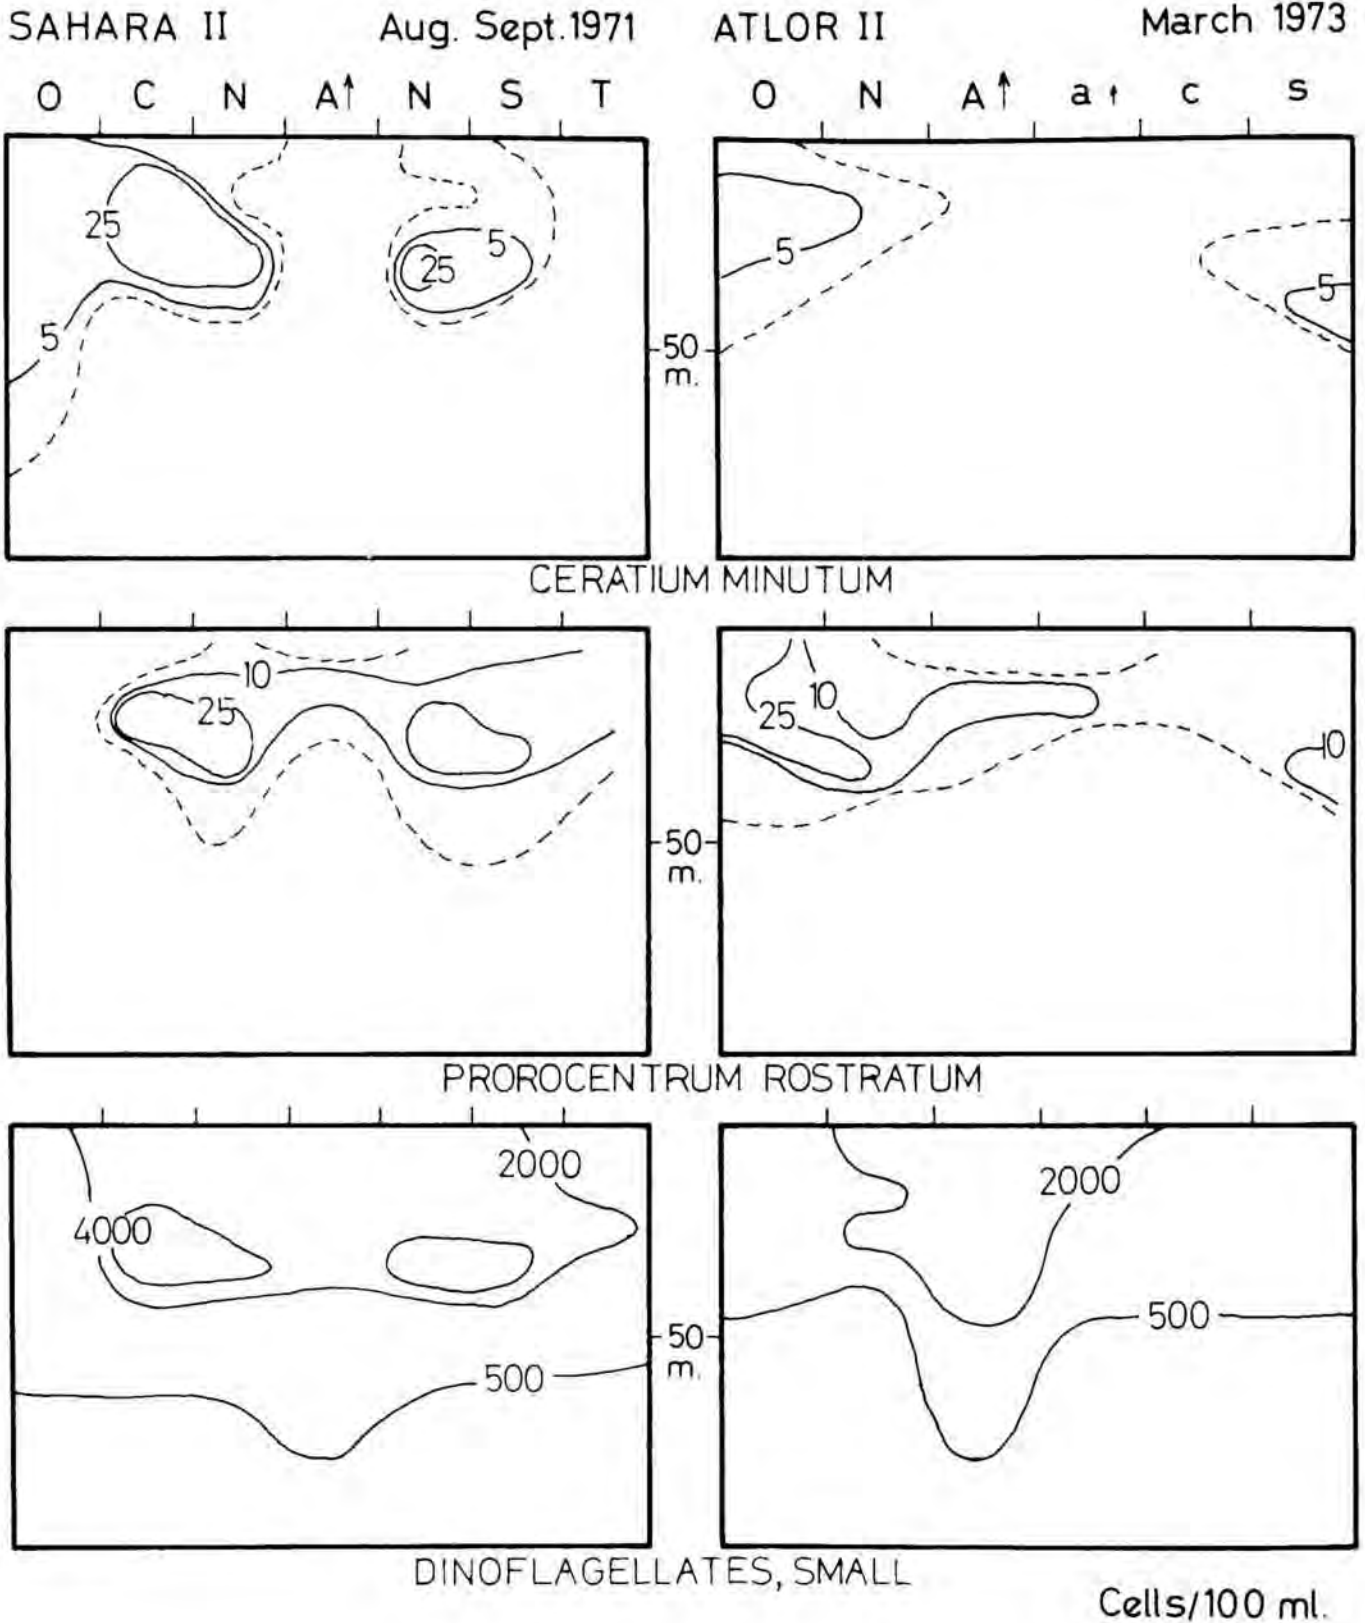 SAHARA II Aug. Sept. 1971 ATLOR II March 1973
O C N A↑ N S T O N A↑ a↑ c s
25 5 25 5 5 5
50
m.
CERATIUM MINUTUM
10 25 10 25 10
50
m.
PROROCENTRUM ROSTRATUM
2000 4000 2000
500 500
50
m.
DINOFLAGELLATES, SMALL
Cells/100 ml.